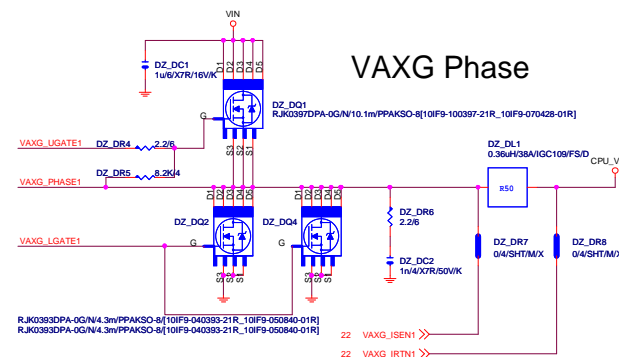 VIN
VAXG Phase
D1 D2 D3 D4 D5
DZ_DC1
1u/6/X7R/16V/K
DZ_DQ1
RJK0397DPA-0G/N/10.1m/PPAKSO-8/[10IF9-100397-21R_10IF9-070428-01R]
G
S3 S2 S1
VAXG_UGATE1
DZ_DR4
2.2/6
DZ_DR5
8.2K/4
VAXG_PHASE1
DZ_DL1
0.36uH/38A/IGC109/FS/D
CPU_V
R50
D1 D2 D3 D4 D5
D1 D2 D3 D4 D5
DZ_DQ2
DZ_DQ4
G
G
S3 S2 S1
S3 S2 S1
VAXG_LGATE1
DZ_DR6
2.2/6
DZ_DC2
1n/4/X7R/50V/K
DZ_DR7
0/4/SHT/M/X
DZ_DR8
0/4/SHT/M/X
RJK0393DPA-0G/N/4.3m/PPAKSO-8/[10IF9-040393-21R_10IF9-050840-01R]
RJK0393DPA-0G/N/4.3m/PPAKSO-8/[10IF9-040393-21R_10IF9-050840-01R]
22 VAXG_ISEN1
22 VAXG_IRTN1